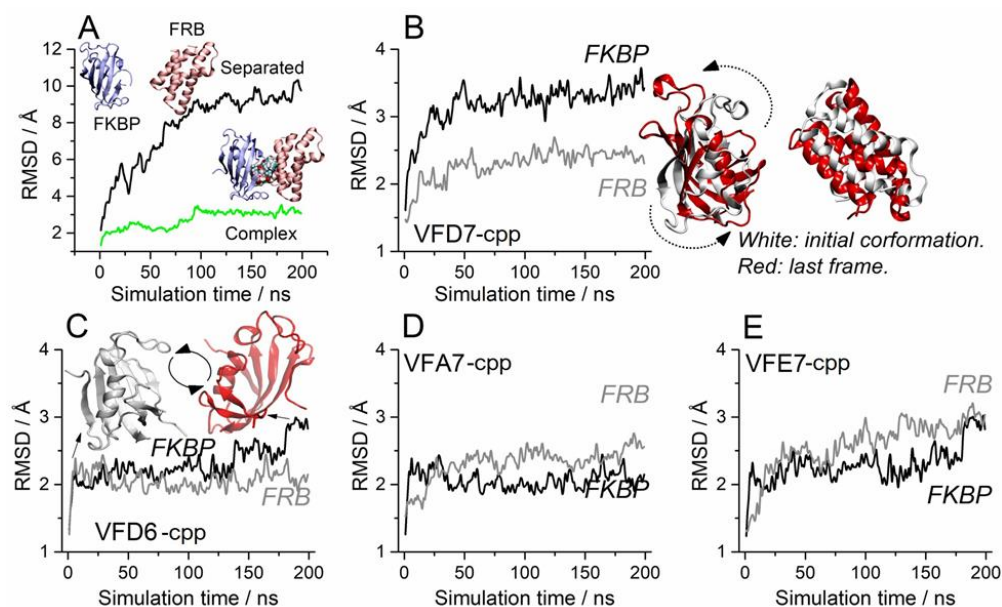 A
FRB
Separated
FKBP
Complex
RMSD / Å
12
10
8
6
4
2
0
50
100
150
200
Simulation time / ns
B
FKBP
FRB
VFD7-cpp
RMSD / Å
4
3
2
1
0
50
100
150
200
Simulation time / ns
White: initial corformation.
Red: last frame.
C
FKBP
FRB
VFD6-cpp
RMSD / Å
4
3
2
1
0
50
100
150
200
Simulation time / ns
D
VFA7-cpp
FRB
FKBP
RMSD / Å
4
3
2
1
0
50
100
150
200
Simulation time / ns
E
VFE7-cpp
FRB
FKBP
RMSD / Å
4
3
2
1
0
50
100
150
200
Simulation time / ns